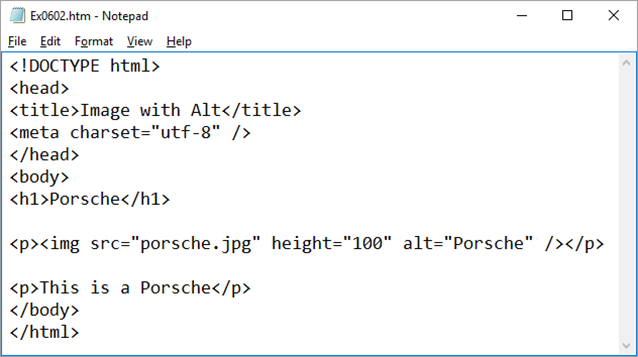 Ex0602.htm - Notepad
File Edit Format View Help
<!DOCTYPE html>
<head>
<title>Image with Alt</title>
<meta charset="utf-8" />
</head>
<body>
<h1>Porsche</h1>
<p><img src="porsche.jpg" height="100" alt="Porsche" /></p>
<p>This is a Porsche</p>
</body>
</html>